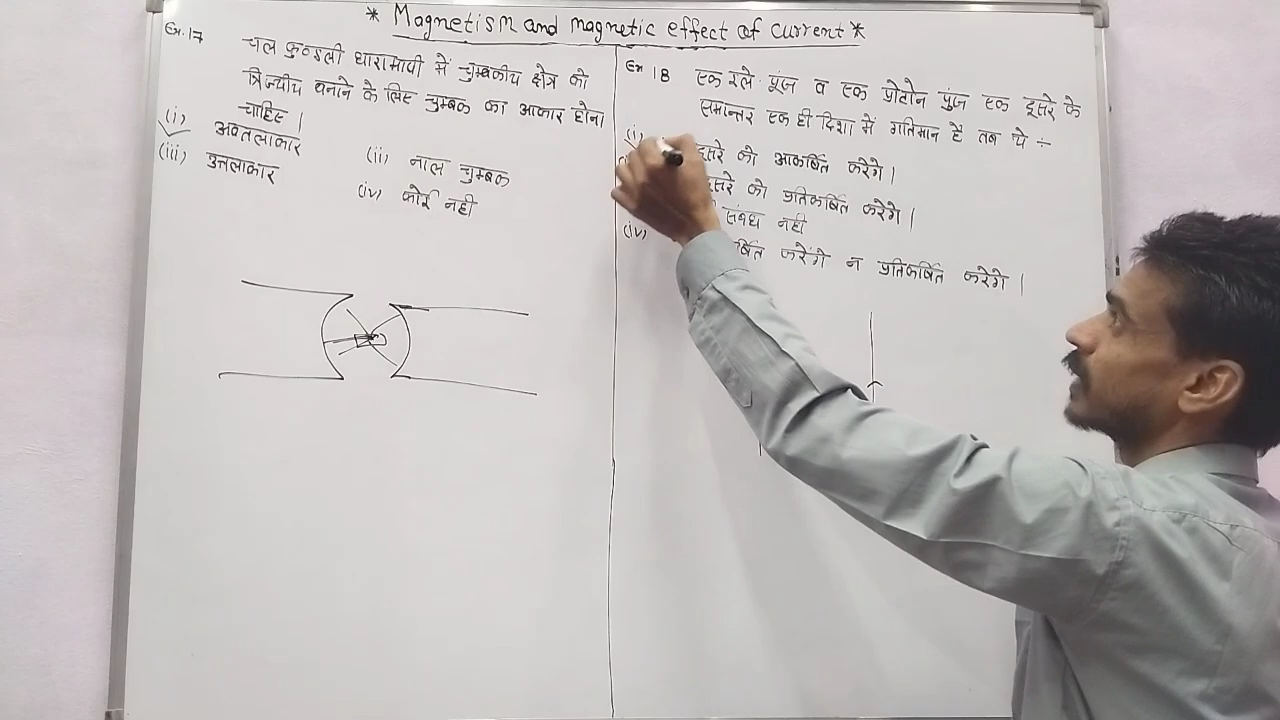 * Magnetism and magnetic effect of current *
Ex.17 चल कुण्डली धारामापी में चुम्बकीय क्षेत्र को
त्रिज्यीय बनाने के लिए चुम्बक का आकार होना
चाहिए।
(i) अवतलाकार (ii) नाल चुम्बक
(iii) उत्तलाकार (iv) कोई नही
Ex 18 एक इले. पूंज व एक प्रोटोन पुंज एक दूसरे के
समान्तर एक ही दिशा में गतिमान हैं तब ये ÷
(i) दूसरे को आकर्षित करेगे।
को प्रतिकर्षित करेगे।
संबंध नही
(iv) करेंगे न प्रतिकर्षित करेगे।